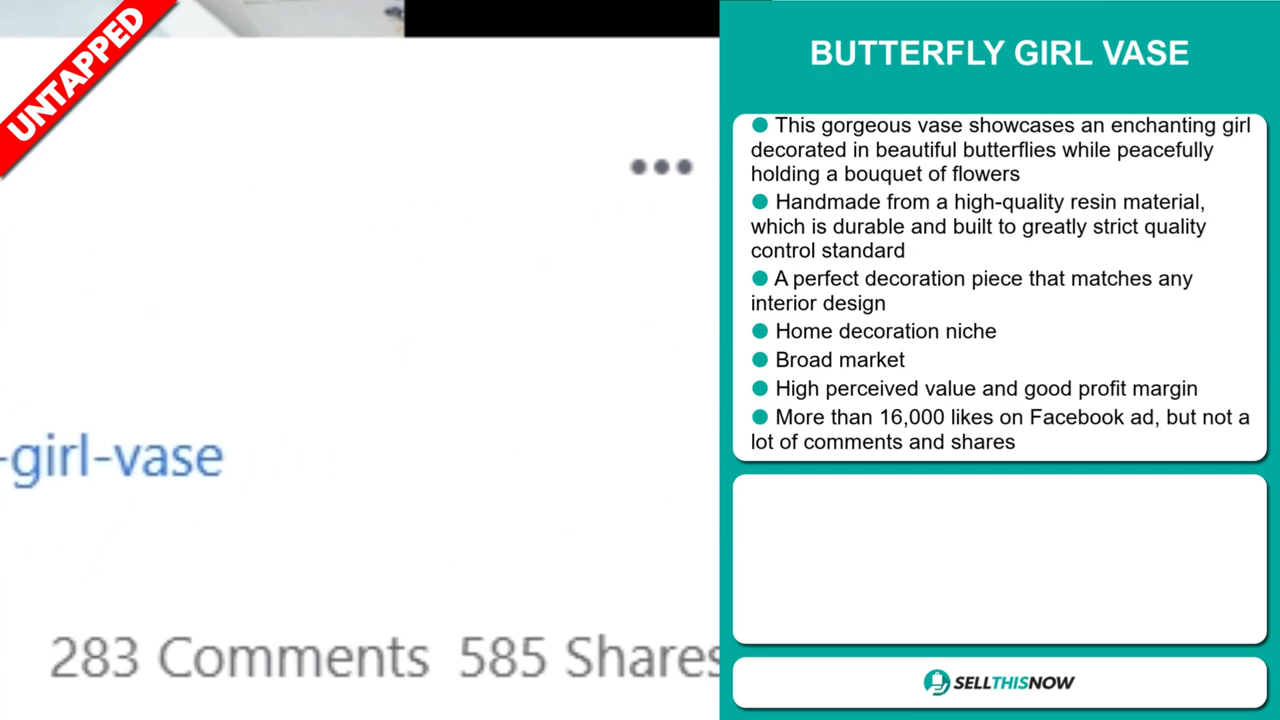 UNTAPPED
-girl-vase
283 Comments 585 Shares
BUTTERFLY GIRL VASE
● This gorgeous vase showcases an enchanting girl
decorated in beautiful butterflies while peacefully
holding a bouquet of flowers
● Handmade from a high-quality resin material,
which is durable and built to greatly strict quality
control standard
● A perfect decoration piece that matches any
interior design
● Home decoration niche
● Broad market
● High perceived value and good profit margin
● More than 16,000 likes on Facebook ad, but not a
lot of comments and shares
SELLTHISNOW